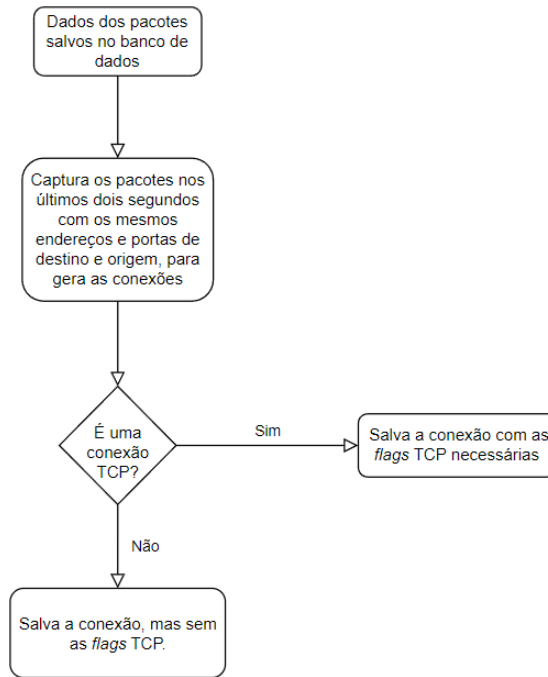 Dados dos pacotes
salvos no banco de
dados
Captura os pacotes nos
últimos dois segundos
com os mesmos
endereços e portas de
destino e origem, para
gera as conexões
É uma
conexão
TCP?
Sim
Salva a conexão com as
flags TCP necessárias
Não
Salva a conexão, mas sem
as flags TCP.